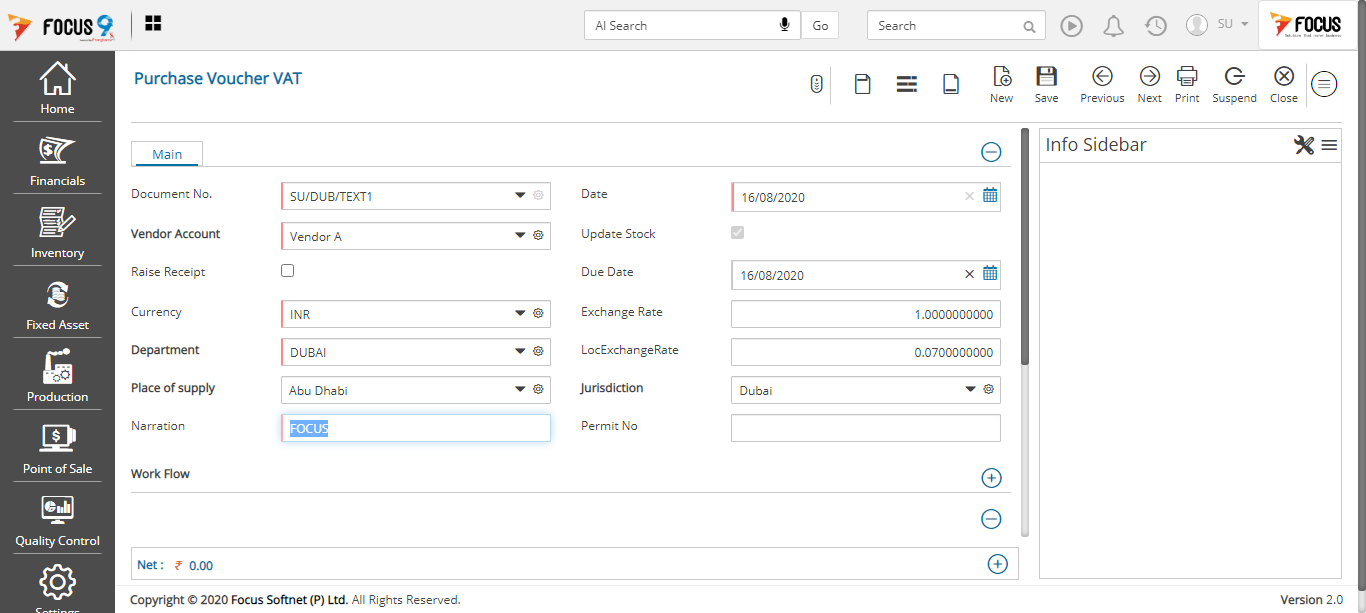 FOCUS 9
AI Search
Go
Search
SU
FOCUS
Home
Financials
Inventory
Fixed Asset
Production
Point of Sale
Quality Control
Settings
Purchase Voucher VAT
New
Save
Previous
Next
Print
Suspend
Close
Main
Info Sidebar
Document No. SU/DUB/TEXT1 Date 16/08/2020
Vendor Account Vendor A Update Stock
Raise Receipt Due Date 16/08/2020
Currency INR Exchange Rate 1.0000000000
Department DUBAI LocExchangeRate 0.0700000000
Place of supply Abu Dhabi Jurisdiction Dubai
Narration FOCUS Permit No
Work Flow
Net : ₹ 0.00
Copyright © 2020 Focus Softnet (P) Ltd. All Rights Reserved. Version 2.0